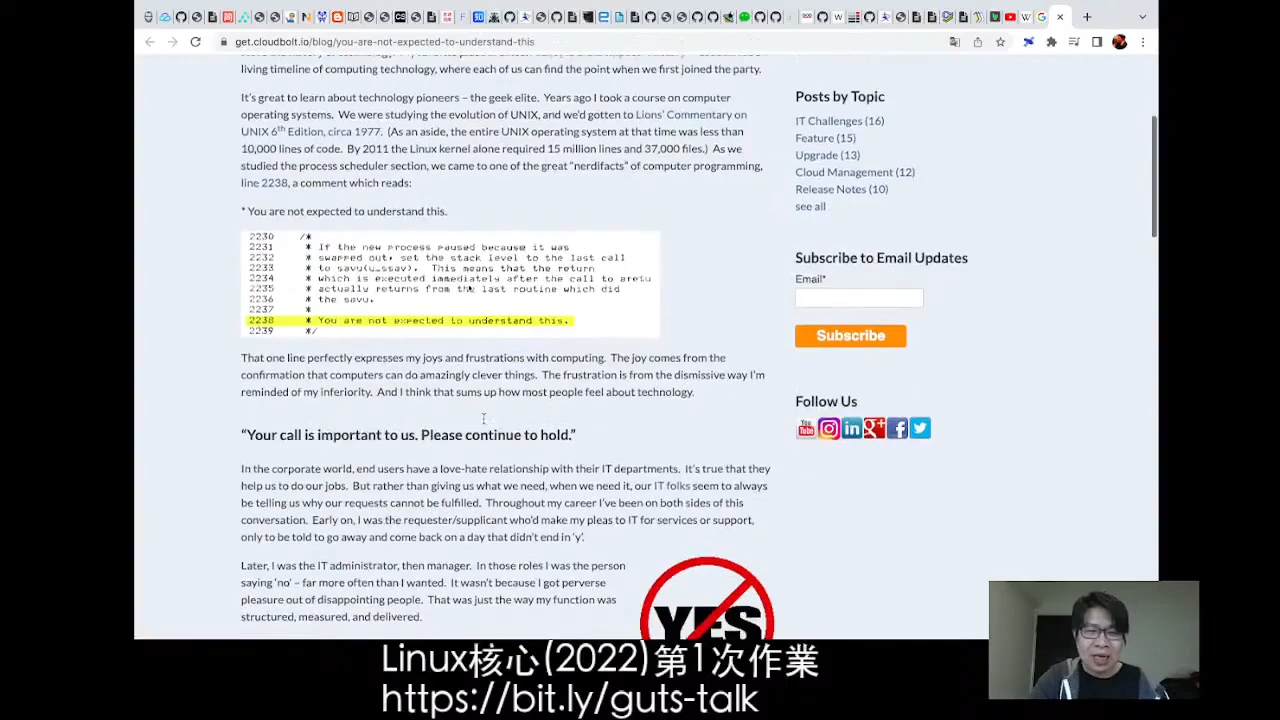 get.cloudbolt.io/blog/you-are-not-expected-to-understand-this
living timeline of computing technology, where each of us can find the point when we first joined the party.
It's great to learn about technology pioneers – the geek elite. Years ago I took a course on computer
operating systems. We were studying the evolution of UNIX, and we'd gotten to Lions' Commentary on
UNIX 6th Edition, circa 1977. (As an aside, the entire UNIX operating system at that time was less than
10,000 lines of code. By 2011 the Linux kernel alone required 15 million lines and 37,000 files.) As we
studied the process scheduler section, we came to one of the great “nerdifacts” of computer programming,
line 2238, a comment which reads:
* You are not expected to understand this.
2230 /*
2231 * If the new process paused because it was
2232 * swapped out, set the stack level to the last call
2233 * to savu(u_ssav). This means that the return
2234 * which is executed immediately after the call to aretu
2235 * actually returns from the last routine which did
2236 * the savu.
2237 *
2238 * You are not expected to understand this.
2239 */
That one line perfectly expresses my joys and frustrations with computing. The joy comes from the
confirmation that computers can do amazingly clever things. The frustration is from the dismissive way I'm
reminded of my inferiority. And I think that sums up how most people feel about technology.
“Your call is important to us. Please continue to hold.”
In the corporate world, end users have a love-hate relationship with their IT departments. It's true that they
help us to do our jobs. But rather than giving us what we need, when we need it, our IT folks seem to always
be telling us why our requests cannot be fulfilled. Throughout my career I've been on both sides of this
conversation. Early on, I was the requester/supplicant who'd make my pleas to IT for services or support,
only to be told to go away and come back on a day that didn't end in ‘y’.
Later, I was the IT administrator, then manager. In those roles I was the person
saying ‘no’ – far more often than I wanted. It wasn't because I got perverse
pleasure out of disappointing people. That was just the way my function was
structured, measured, and delivered.
YES
Posts by Topic
IT Challenges (16)
Feature (15)
Upgrade (13)
Cloud Management (12)
Release Notes (10)
see all
Subscribe to Email Updates
Email*
Subscribe
Follow Us
You
Tube
Linux核心(2022)第1次作業
https://bit.ly/guts-talk